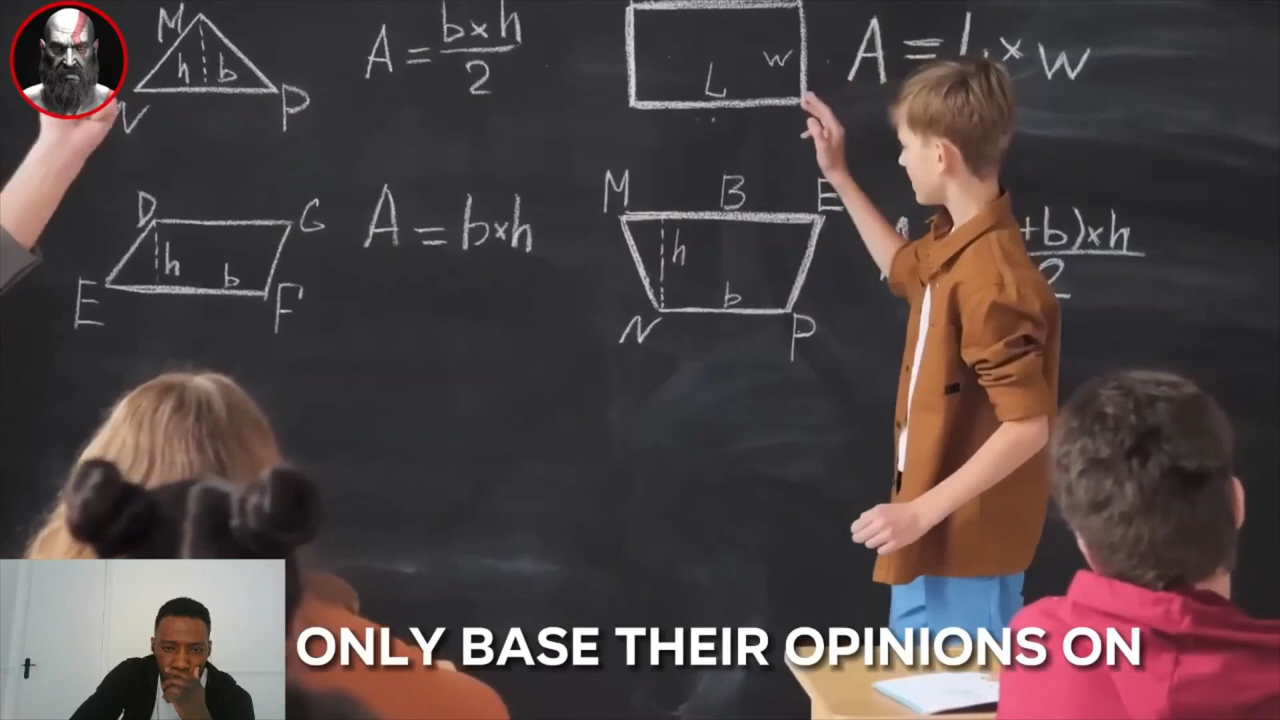 M
h b
N P
A = b×h
2
L w
A = L × w
D G
h
b
E F
A = b×h
M B E
h
b
N P
+b)×h
2
ONLY BASE THEIR OPINIONS ON